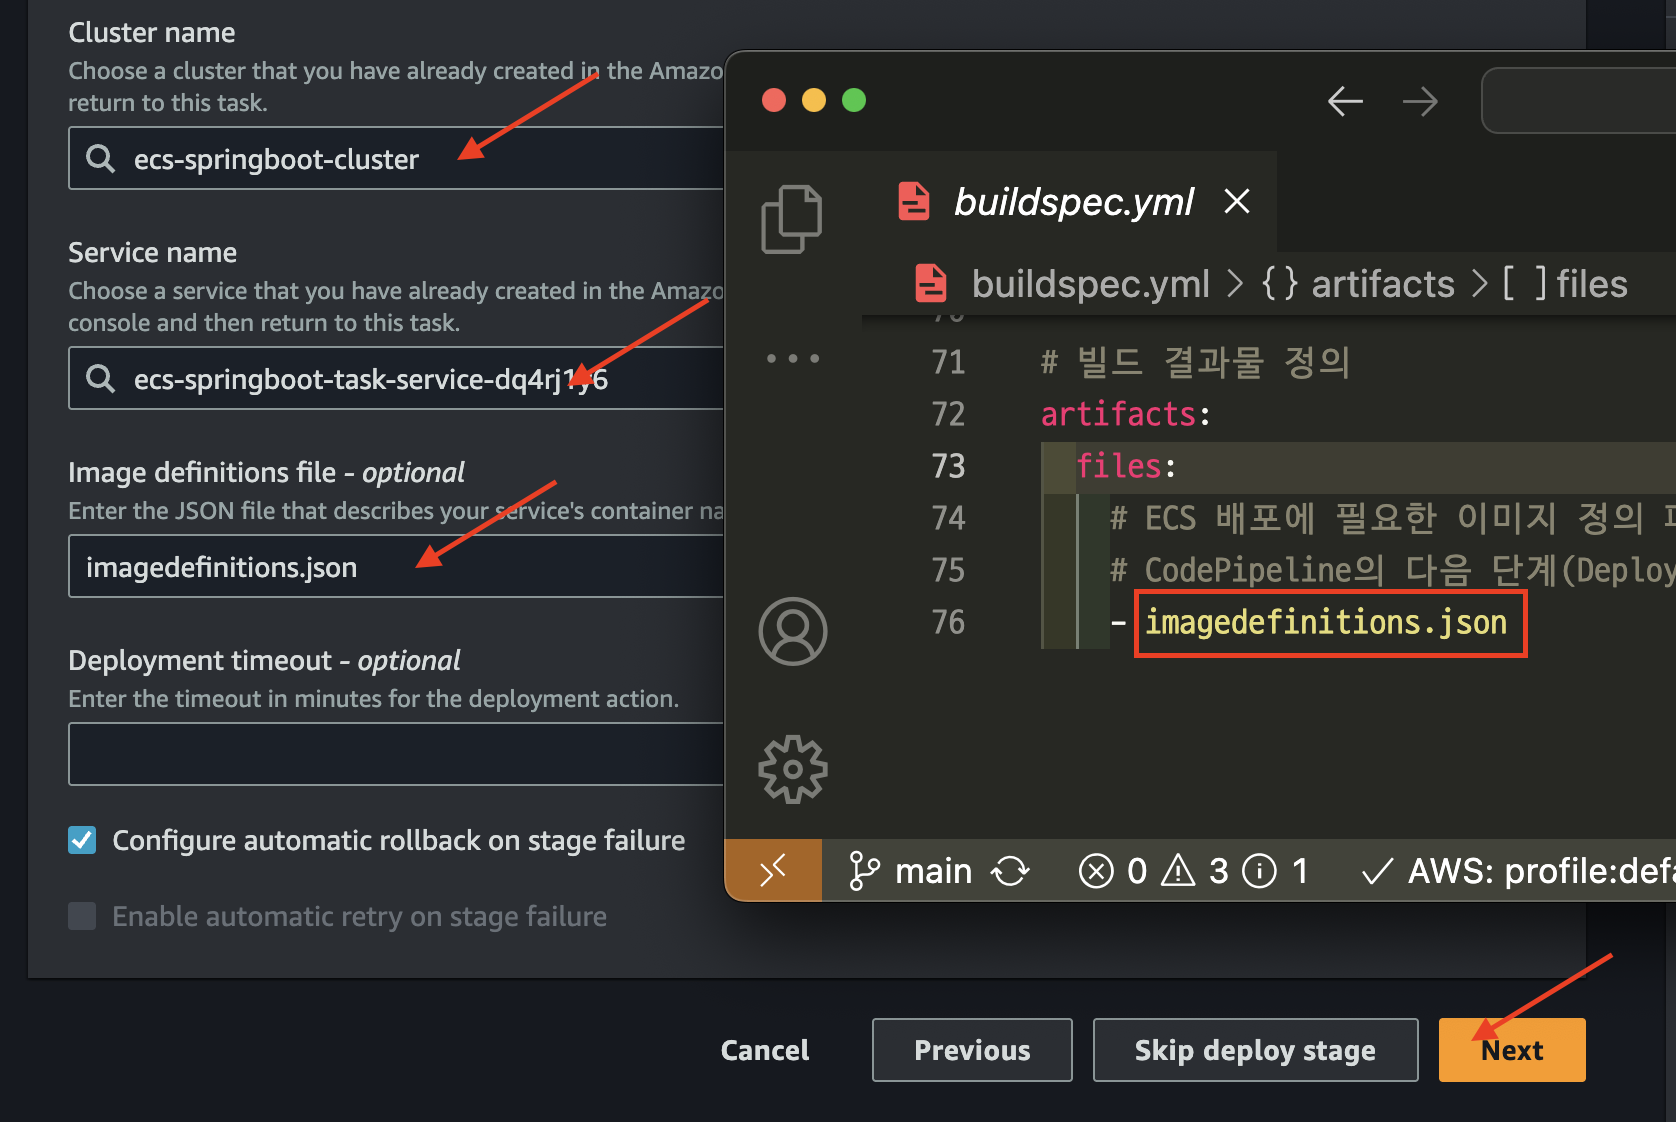 Cluster name
Choose a cluster that you have already created in the Amazo
return to this task.
ecs-springboot-cluster
Service name
Choose a service that you have already created in the Amazo
console and then return to this task.
ecs-springboot-task-service-dq4rj1y6
Image definitions file - optional
Enter the JSON file that describes your service's container na
imagedefinitions.json
Deployment timeout - optional
Enter the timeout in minutes for the deployment action.
Configure automatic rollback on stage failure
Enable automatic retry on stage failure
Cancel
Previous
Skip deploy stage
Next
buildspec.yml
buildspec.yml > {} artifacts > [ ] files
71 # 빌드 결과물 정의
72 artifacts:
73 files:
74 # ECS 배포에 필요한 이미지 정의
75 # CodePipeline의 다음 단계(Deploy
76 - imagedefinitions.json
main 0 3 1 AWS: profile:defa